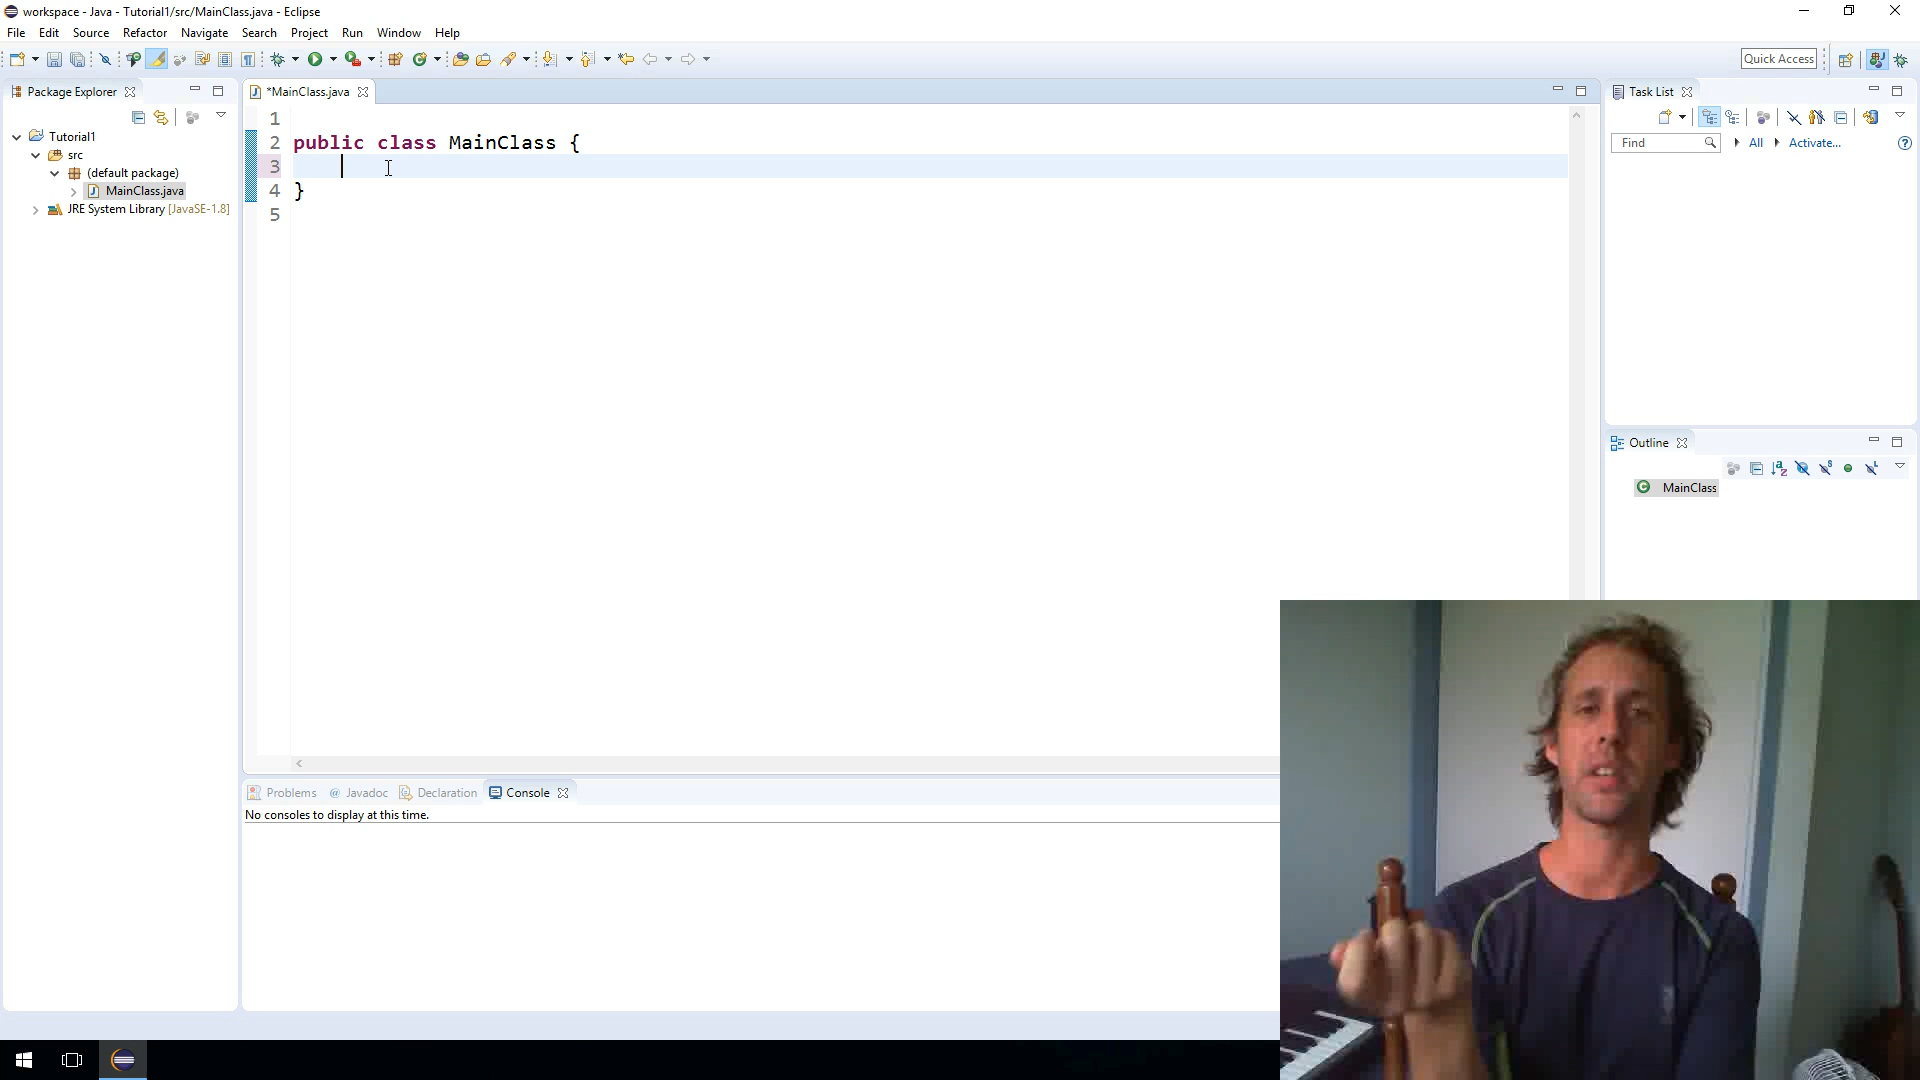 workspace - Java - Tutorial1/src/MainClass.java - Eclipse
File Edit Source Refactor Navigate Search Project Run Window Help
Quick Access
Package Explorer
*MainClass.java
Task List
Tutorial1
src
(default package)
MainClass.java
JRE System Library [JavaSE-1.8]
1
2 public class MainClass {
3
4 }
5
Find
All
Activate...
Outline
MainClass
Problems @ Javadoc Declaration Console
No consoles to display at this time.